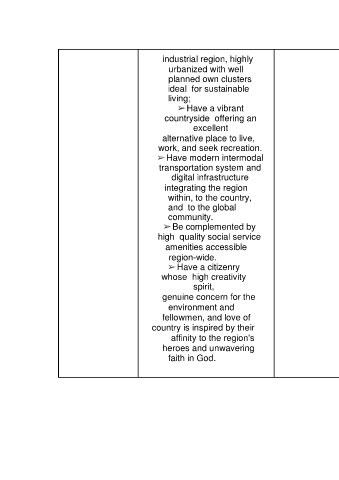 industrial region, highly
urbanized with well
planned own clusters
ideal for sustainable
living;
➢ Have a vibrant
countryside offering an
excellent
alternative place to live,
work, and seek recreation.
➢ Have modern intermodal
transportation system and
digital infrastructure
integrating the region
within, to the country,
and to the global
community.
➢ Be complemented by
high quality social service
amenities accessible
region-wide.
➢ Have a citizenry
whose high creativity
spirit,
genuine concern for the
environment and
fellowmen, and love of
country is inspired by their
affinity to the region's
heroes and unwavering
faith in God.